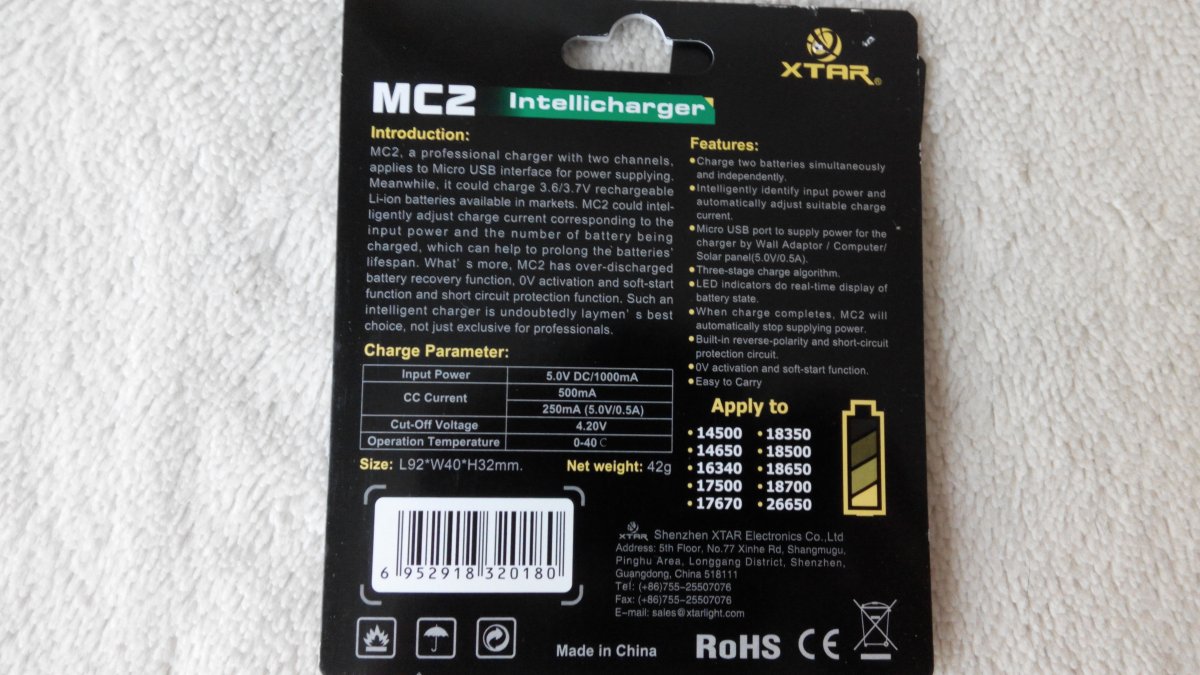 XTAR®
MC2 Intellicharger
Introduction:
MC2, a professional charger with two channels,
applies to Micro USB interface for power supplying.
Meanwhile, it could charge 3.6/3.7V rechargeable
Li-ion batteries available in markets. MC2 could intel-
ligently adjust charge current corresponding to the
input power and the number of battery being
charged, which can help to prolong the batteries'
lifespan. What' s more, MC2 has over-discharged
battery recovery function, 0V activation and soft-start
function and short circuit protection function. Such an
intelligent charger is undoubtedly laymen' s best
choice, not just exclusive for professionals.
Charge Parameter:
Input Power 5.0V DC/1000mA
CC Current 500mA
250mA (5.0V/0.5A)
Cut-Off Voltage 4.20V
Operation Temperature 0-40℃
Size: L92*W40*H32mm. Net weight: 42g
6 952918 320180
Features:
•Charge two batteries simultaneously
and independently.
•Intelligently identify input power and
automatically adjust suitable charge
current.
•Micro USB port to supply power for the
charger by Wall Adaptor / Computer/
Solar panel(5.0V/0.5A).
•Three-stage charge algorithm.
•LED indicators do real-time display of
battery state.
•When charge completes, MC2 will
automatically stop supplying power.
•Built-in reverse-polarity and short-circuit
protection circuit.
•0V activation and soft-start function.
•Easy to Carry
Apply to
•14500 •18350
•14650 •18500
•16340 •18650
•17500 •18700
•17670 •26650
XTAR Shenzhen XTAR Electronics Co.,Ltd
Address: 5th Floor, No.77 Xinhe Rd, Shangmugu,
Pinghu Area, Longgang District, Shenzhen,
Guangdong, China 518111
Tel: (+86)755-25507076
Fax: (+86)755-25507076
E-mail: sales@xtarlight.com
Made in China RoHS CE